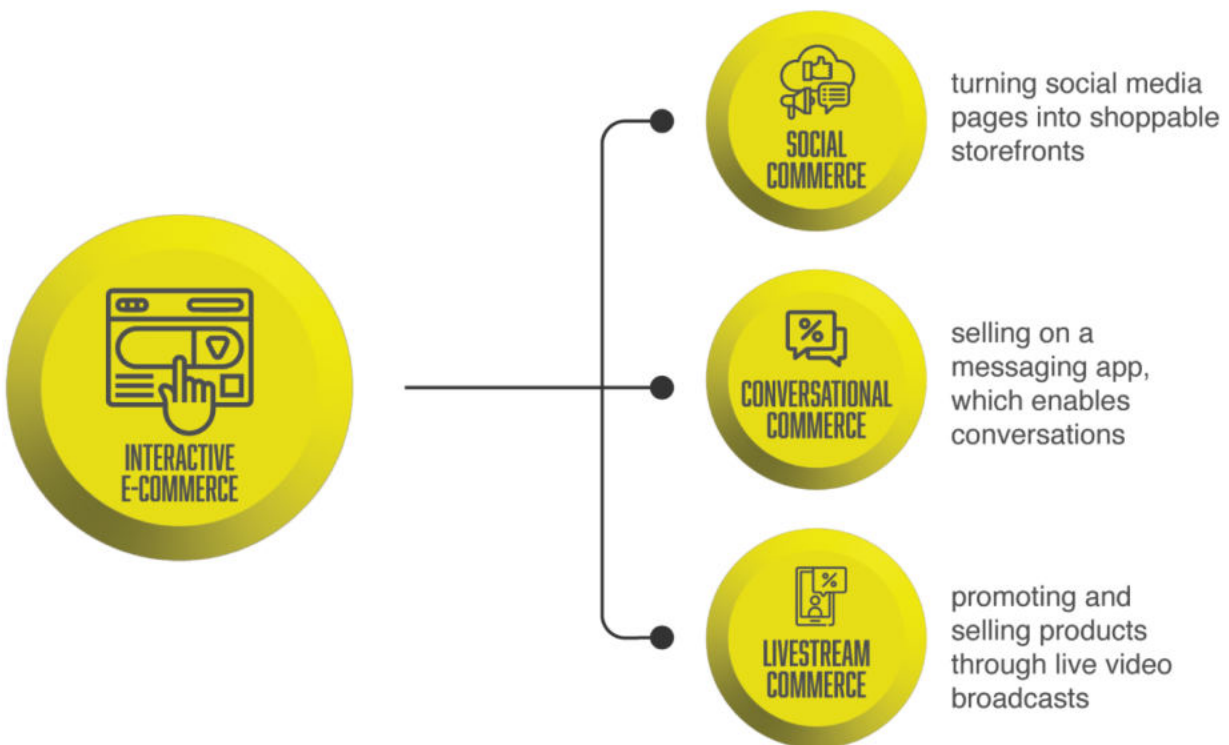 INTERACTIVE
E-COMMERCE
SOCIAL
COMMERCE
turning social media
pages into shoppable
storefronts
%
CONVERSATIONAL
COMMERCE
selling on a
messaging app,
which enables
conversations
%
LIVESTREAM
COMMERCE
promoting and
selling products
through live video
broadcasts